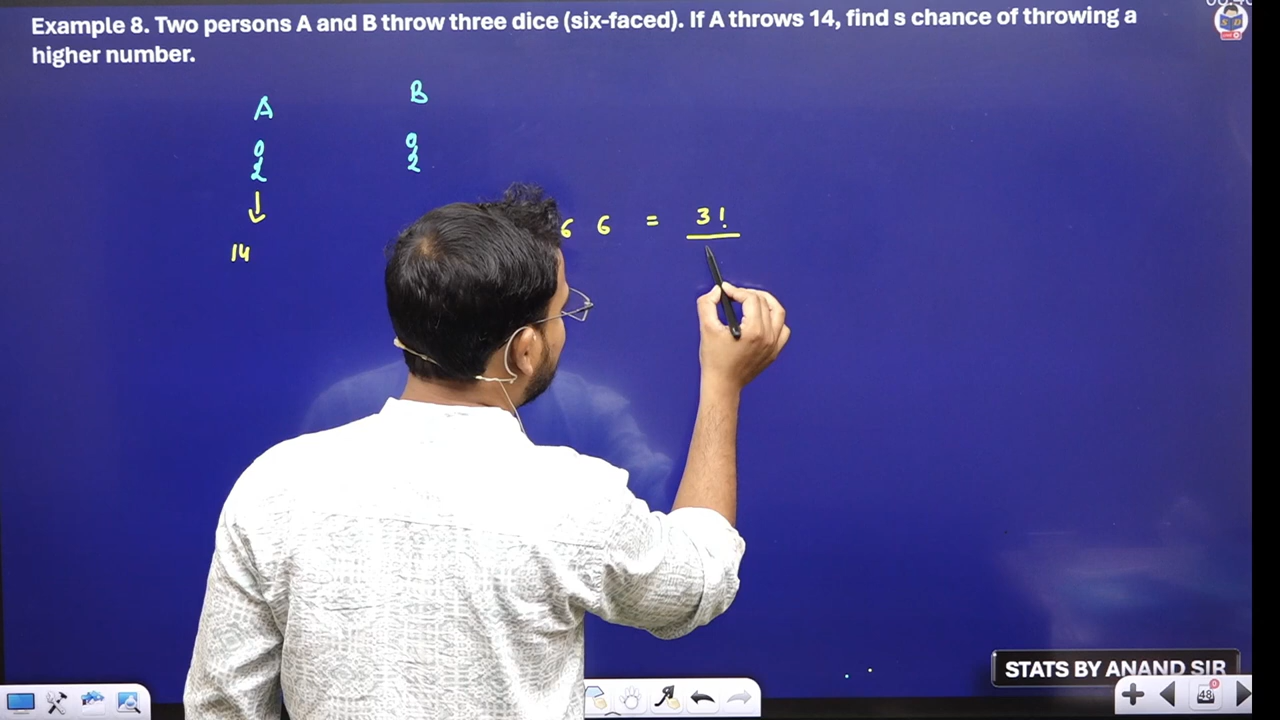 Example 8. Two persons A and B throw three dice (six-faced). If A throws 14, find s chance of throwing a
higher number.
A B
14
6 6 = 3!
STATS BY ANAND SIR
48